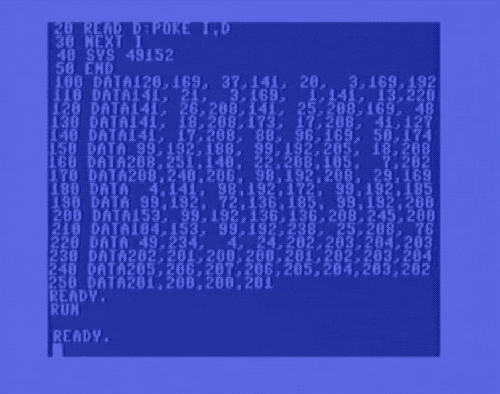 20 READ D:POKE I,D
30 NEXT I
40 SYS 49152
50 END
100 DATA120,169, 37,141, 20,  3,169,192
110 DATA141, 21,  3,169,  1,141, 13,220
120 DATA141, 26,208,141, 25,208,169, 48
130 DATA141, 18,208,173, 17,208, 41,127
140 DATA141, 17,208, 88, 96,169, 50,174
150 DATA 99,192,188, 99,192,205, 18,208
160 DATA208,251,140, 22,208,105,  7,202
170 DATA208,240,206, 98,192,208, 29,169
180 DATA  4,141, 98,192,172, 99,192,185
190 DATA 99,192, 72,136,185, 99,192,200
200 DATA153, 99,192,136,136,208,245,200
210 DATA104,153, 99,192,238, 25,208, 76
220 DATA 49,234,  4, 24,202,203,204,203
230 DATA202,201,200,200,201,202,203,204
240 DATA205,206,207,206,205,204,203,202
250 DATA201,200,200,201
READY.
RUN
READY.